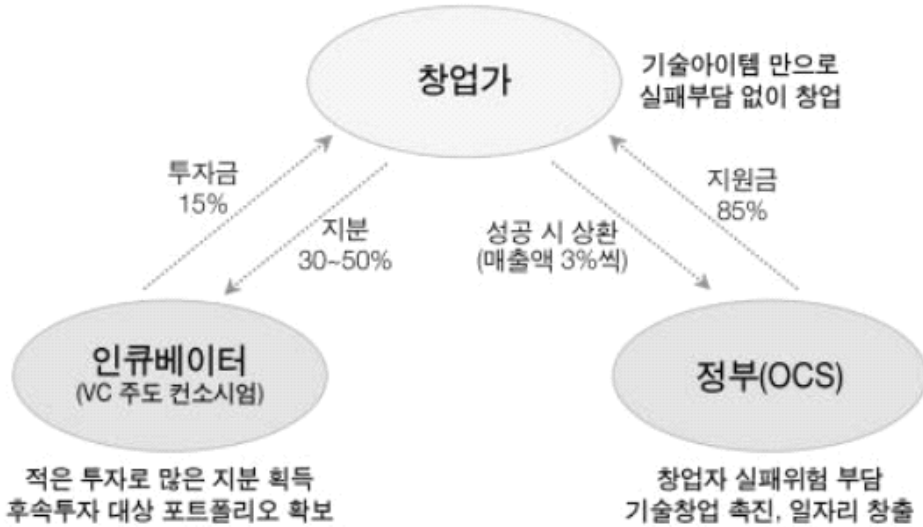 창업가
기술아이템 만으로
실패부담 없이 창업
투자금
15%
지분
30~50%
성공 시 상환
(매출액 3%씩)
지원금
85%
인큐베이터
(VC 주도 컨소시엄)
정부(OCS)
적은 투자로 많은 지분 획득
후속투자 대상 포트폴리오 확보
창업자 실패위험 부담
기술창업 촉진, 일자리 창출